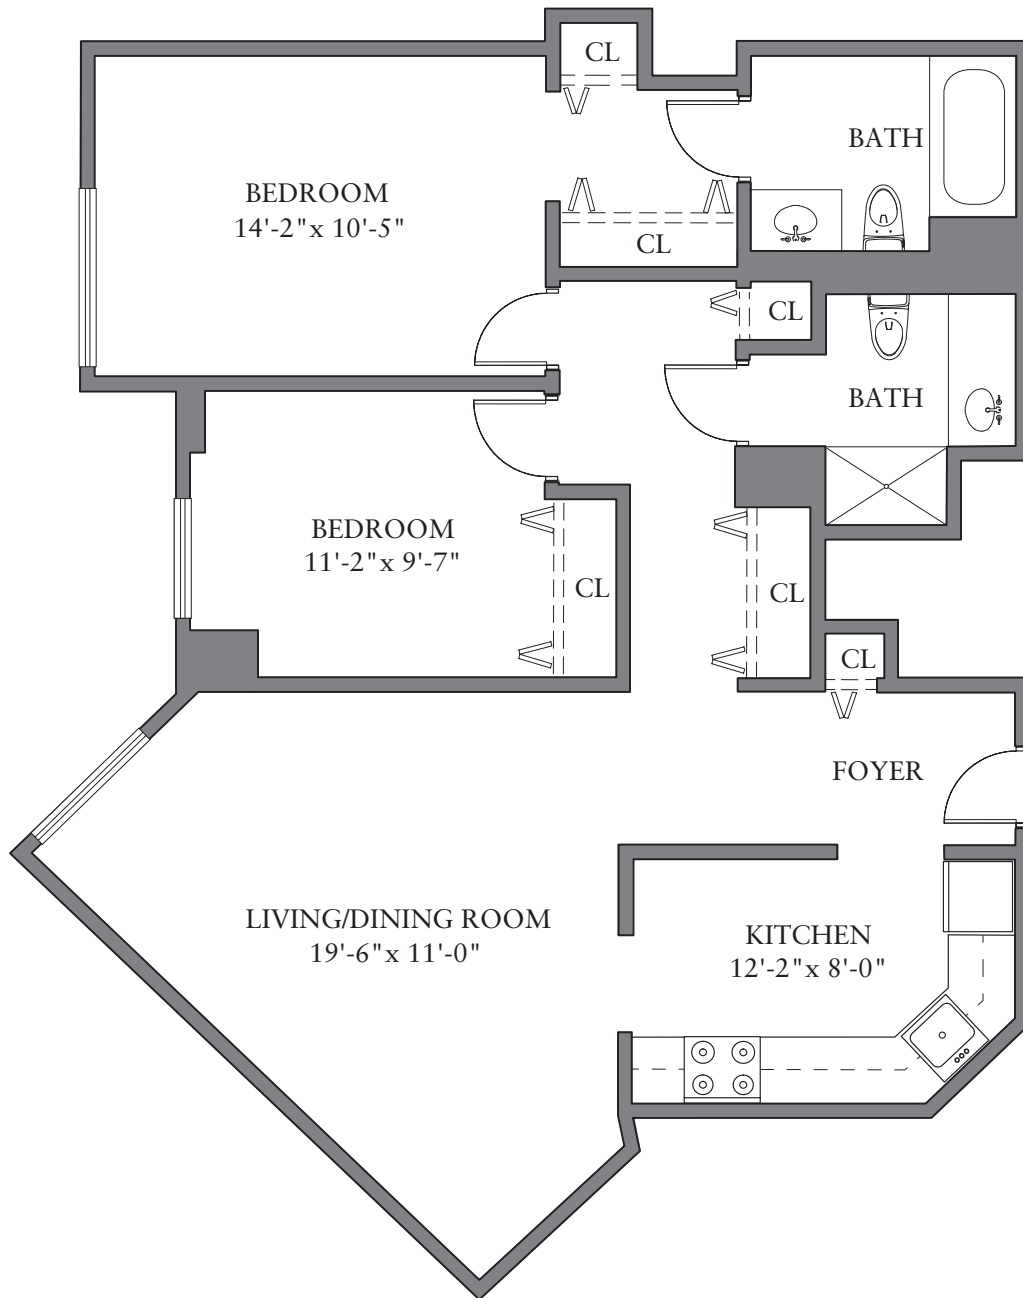 CL
BATH
BEDROOM
14'-2"x 10'-5"
CL
CL
BATH
BEDROOM
11'-2"x 9'-7"
CL
CL
CL
FOYER
LIVING/DINING ROOM
19'-6"x 11'-0"
KITCHEN
12'-2"x 8'-0"